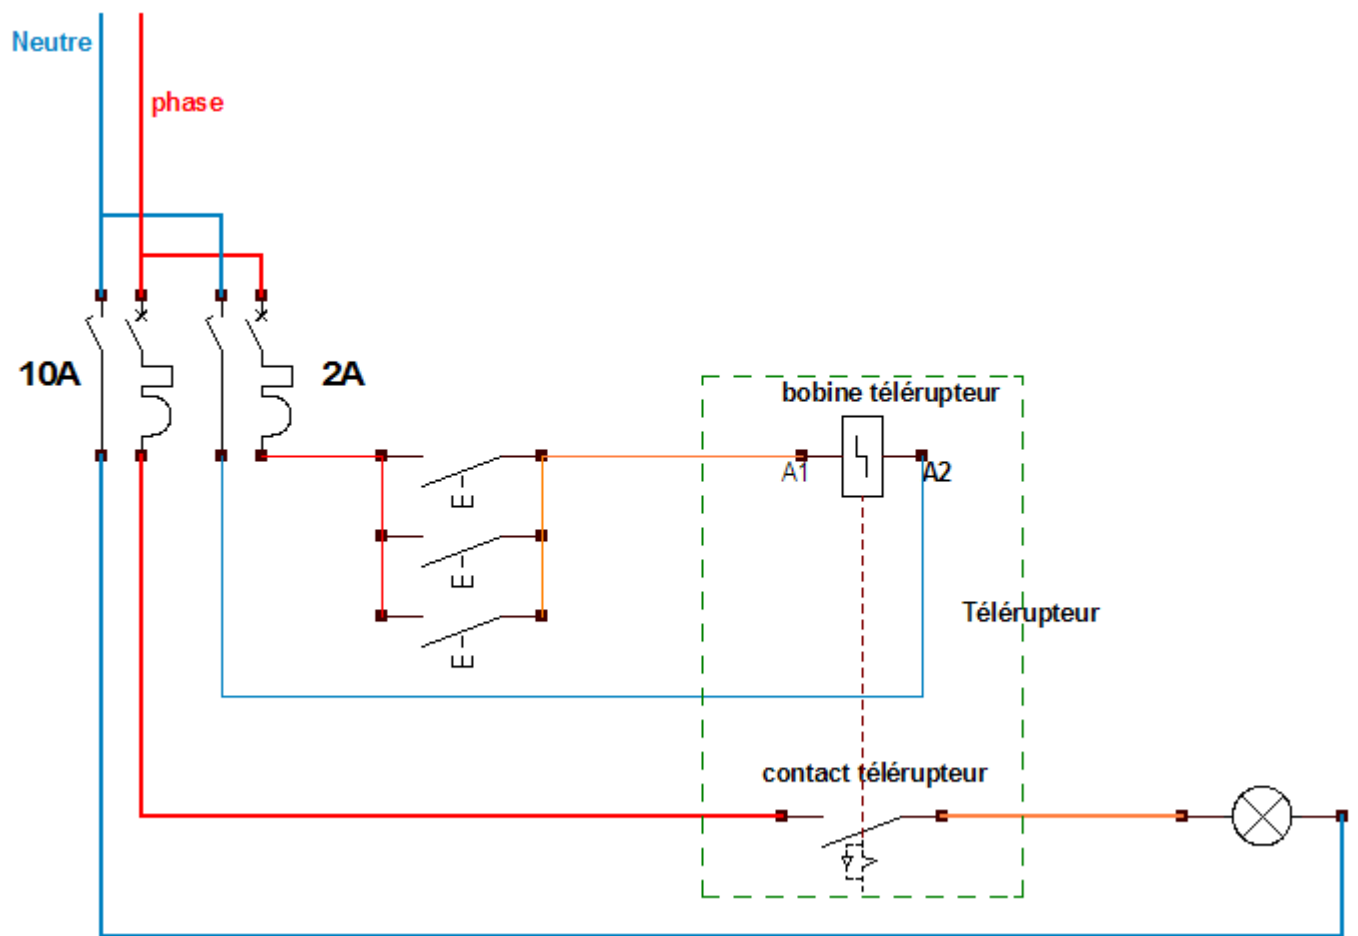 Neutre
phase
10A
2A
bobine télérupteur
A1
A2
Télérupteur
contact télérupteur